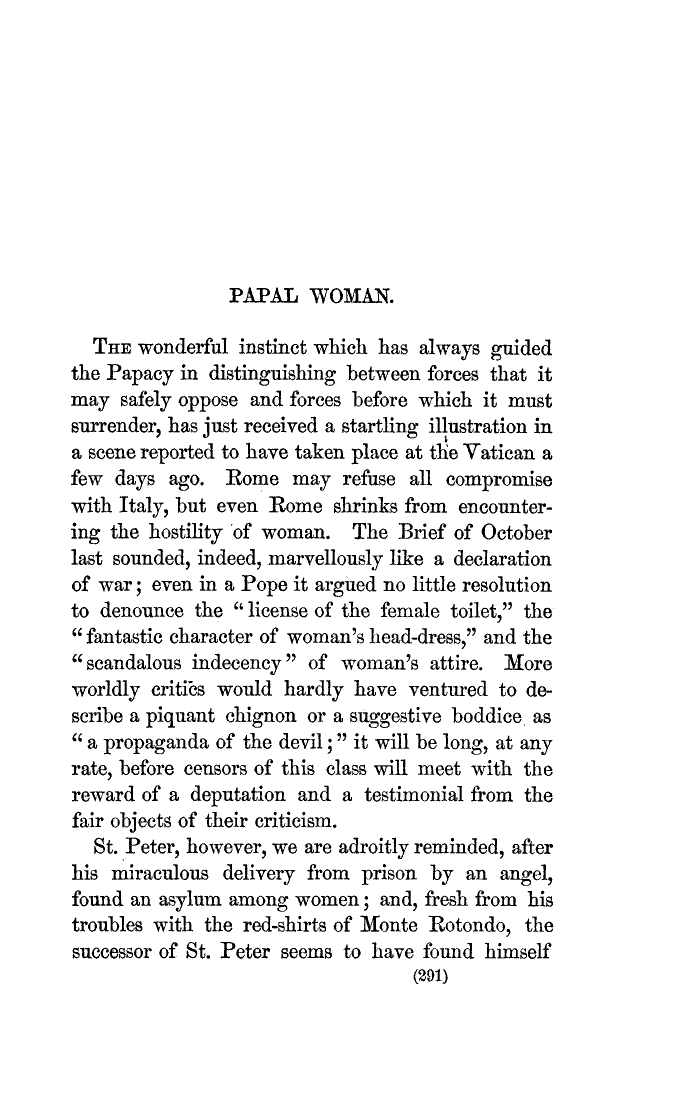 PAPAL WOMAN.
THE wonderful instinct which has always guided
the Papacy in distinguishing between forces that it
may safely oppose and forces before which it must
surrender, has just received a startling illustration in
a scene reported to have taken place at the Vatican a
few days ago. Rome may refuse all compromise
with Italy, but even Rome shrinks from encounter-
ing the hostility of woman. The Brief of October
last sounded, indeed, marvellously like a declaration
of war; even in a Pope it argued no little resolution
to denounce the “license of the female toilet,” the
“fantastic character of woman’s head-dress,” and the
“scandalous indecency” of woman’s attire. More
worldly critics would hardly have ventured to de-
scribe a piquant chignon or a suggestive boddice as
“a propaganda of the devil;” it will be long, at any
rate, before censors of this class will meet with the
reward of a deputation and a testimonial from the
fair objects of their criticism.
St. Peter, however, we are adroitly reminded, after
his miraculous delivery from prison by an angel,
found an asylum among women; and, fresh from his
troubles with the red-shirts of Monte Rotondo, the
successor of St. Peter seems to have found himself
(291)